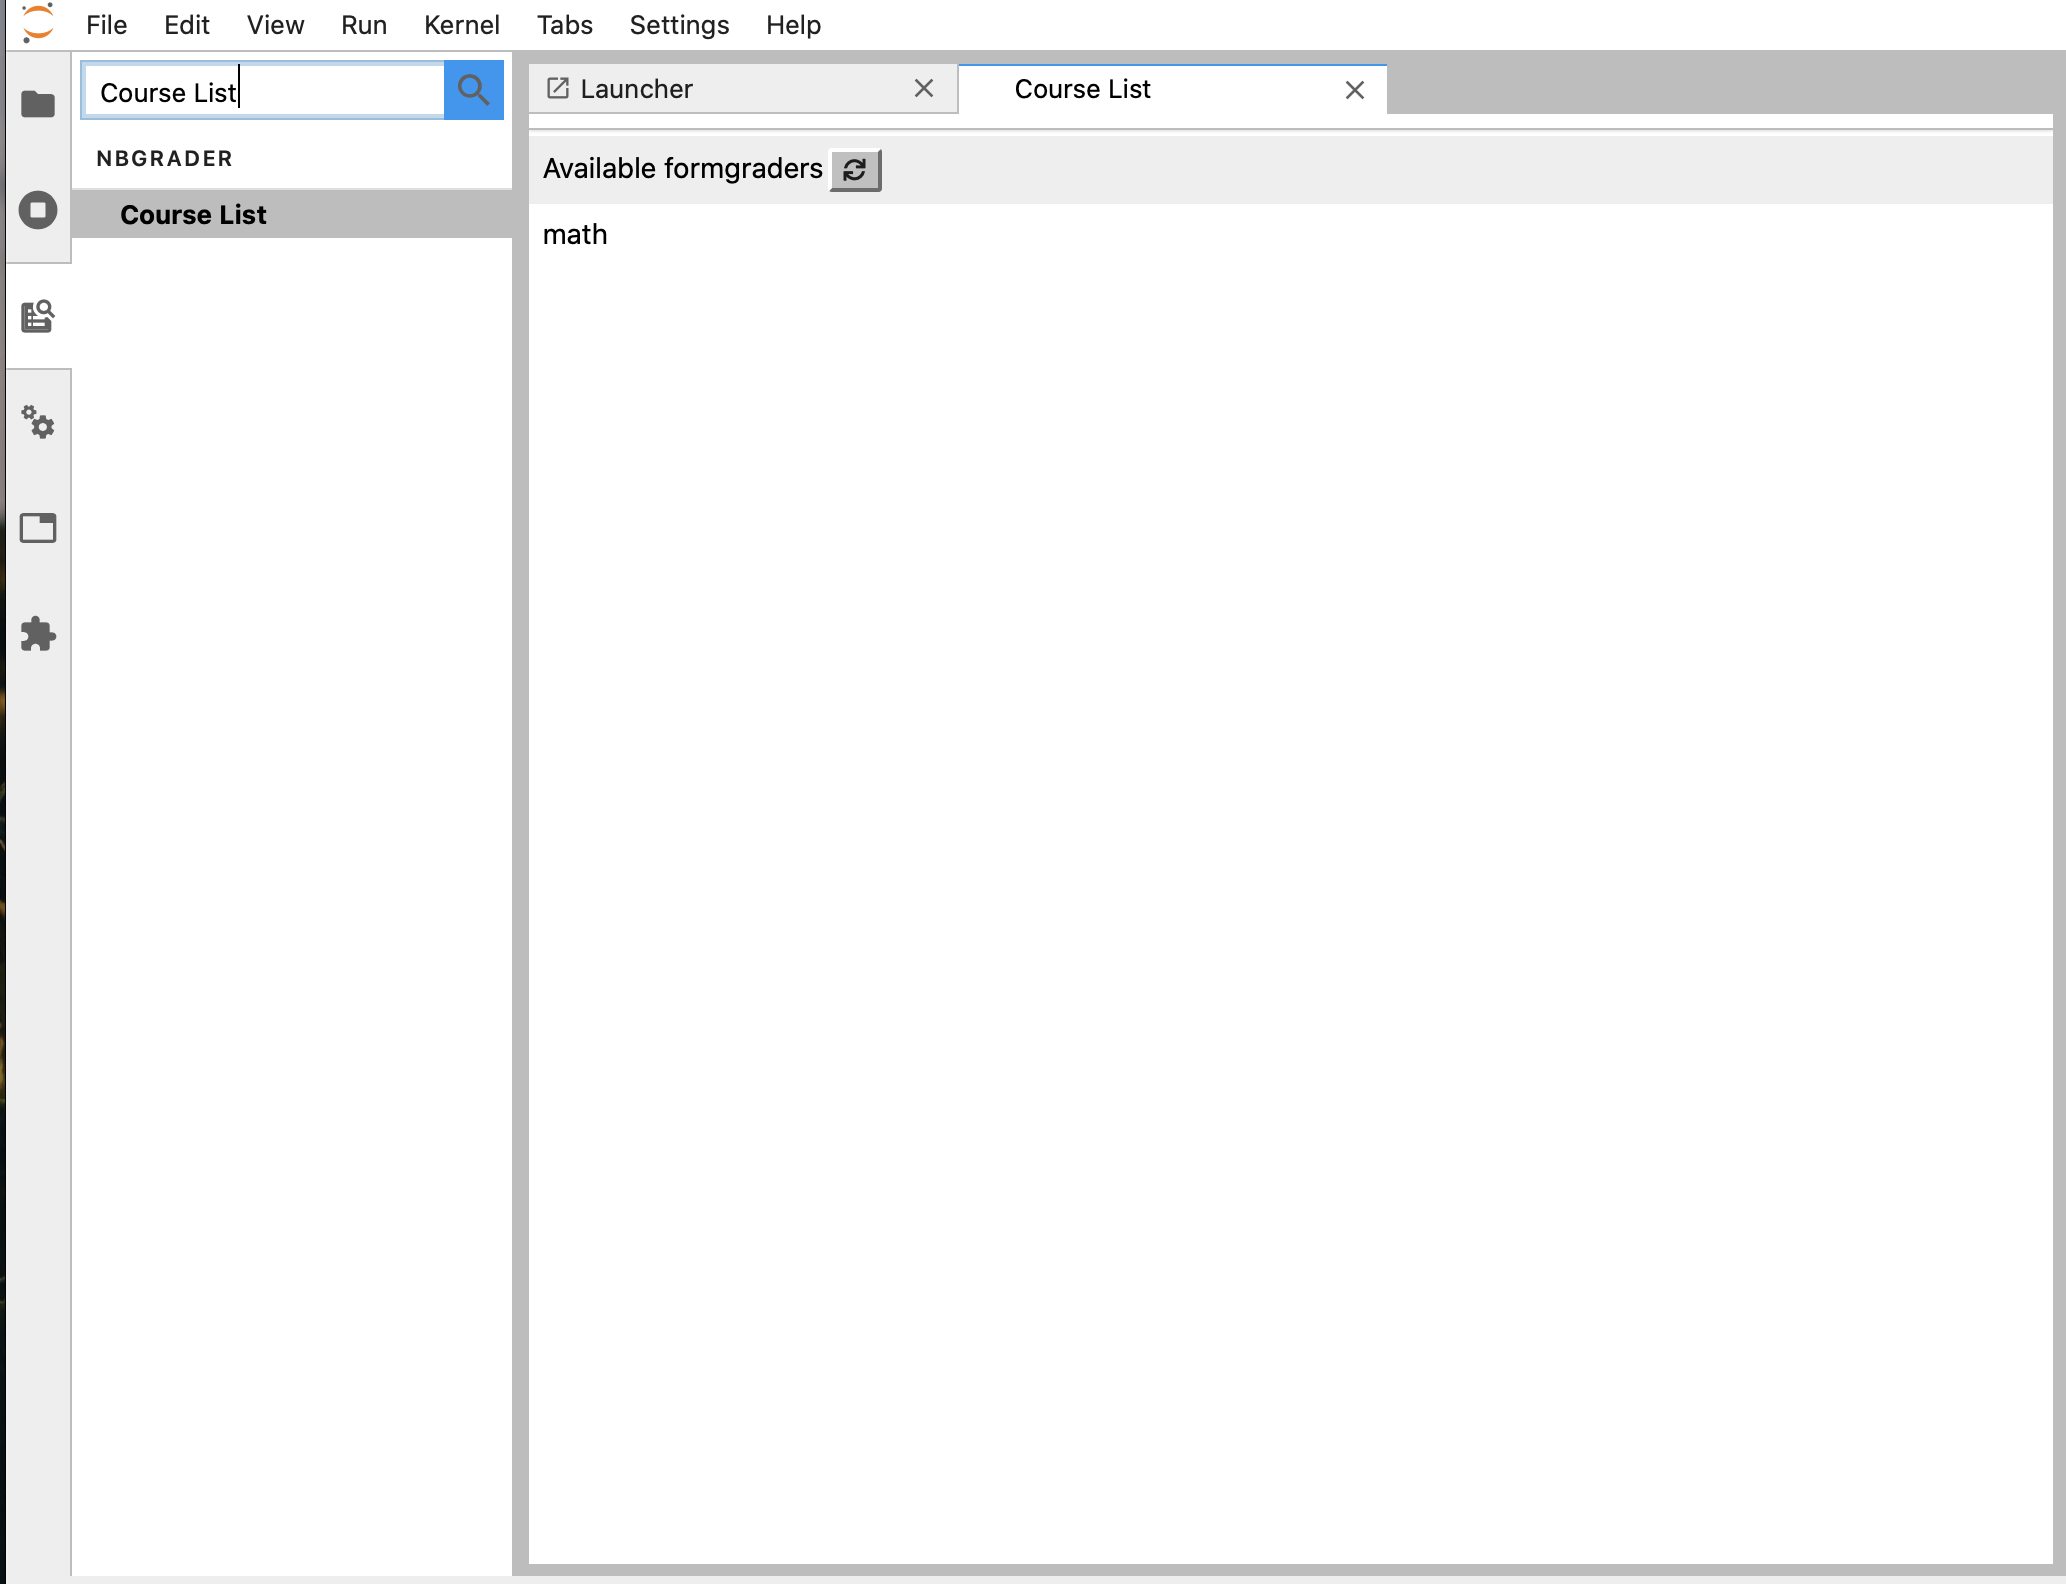 File Edit View Run Kernel Tabs Settings Help
Course List
NBGRADER
Course List
Launcher
Course List
Available formgraders
math